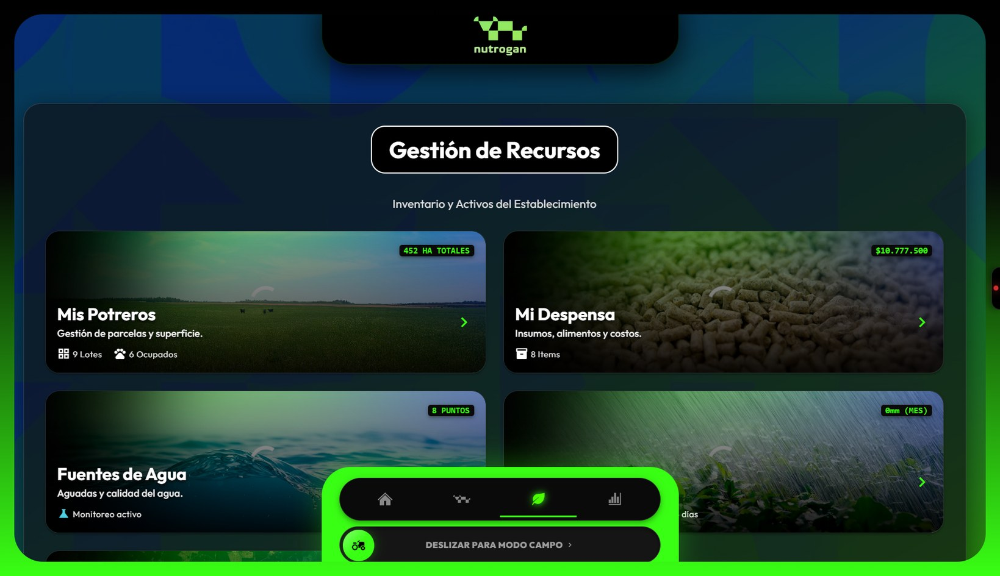 nutrogan
Gestión de Recursos
Inventario y Activos del Establecimiento
452 HA TOTALES
Mis Potreros
Gestión de parcelas y superficie.
9 Lotes 6 Ocupados
$10.777.500
Mi Despensa
Insumos, alimentos y costos.
8 Items
8 PUNTOS
Fuentes de Agua
Aguadas y calidad del agua.
Monitoreo activo
0mm (MES)
días
DESLIZAR PARA MODO CAMPO